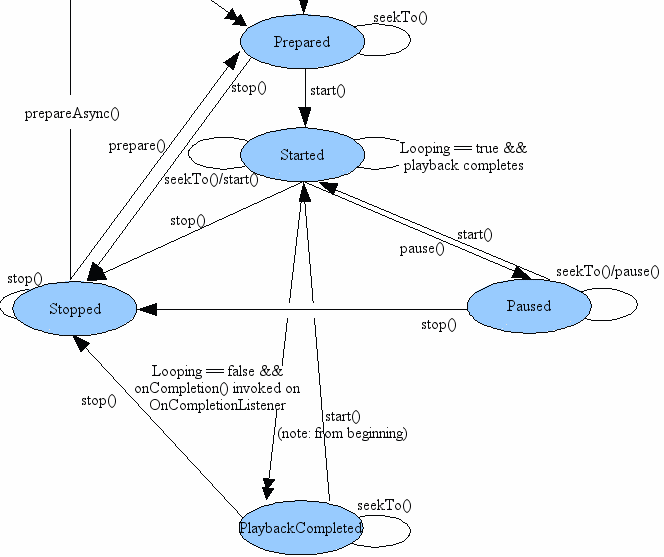 seekTo()
Prepared
stop()
start()
prepareAsync()
prepare()
Looping == true &&
playback completes
Started
seekTo()/start()
stop()
start()
pause()
seekTo()/pause()
stop()
Stopped
Paused
stop()
Looping == false &&
onCompletion() invoked on
OnCompletionListener
stop()
start()
(note: from beginning)
seekTo()
PlaybackCompleted